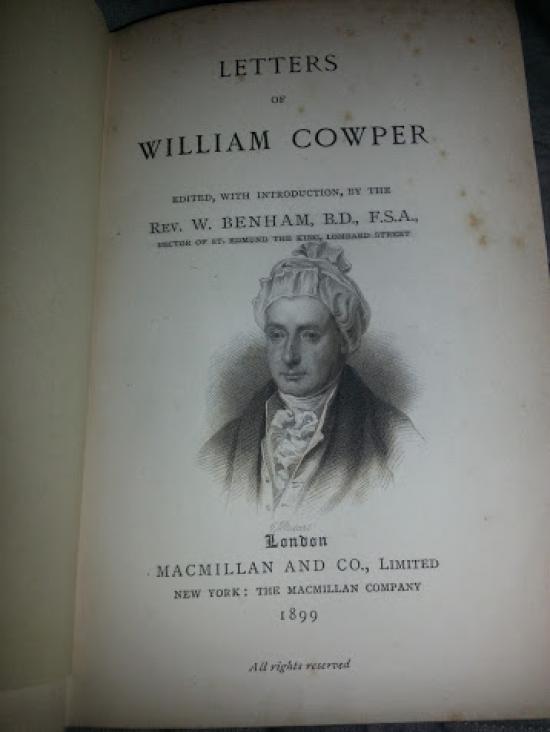 LETTERS
OF
WILLIAM COWPER
EDITED, WITH INTRODUCTION, BY THE
REV. W. BENHAM, B.D., F.S.A.,
RECTOR OF ST. EDMUND THE KING, LOMBARD STREET
London
MACMILLAN AND CO., LIMITED
NEW YORK: THE MACMILLAN COMPANY
1899
All rights reserved